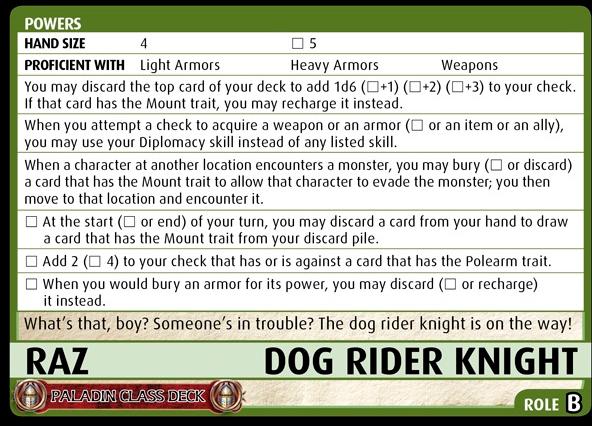 POWERS
HAND SIZE 4 □ 5
PROFICIENT WITH Light Armors Heavy Armors Weapons
You may discard the top card of your deck to add 1d6 (□+1) (□+2) (□+3) to your check.
If that card has the Mount trait, you may recharge it instead.
When you attempt a check to acquire a weapon or an armor (□ or an item or an ally),
you may use your Diplomacy skill instead of any listed skill.
When a character at another location encounters a monster, you may bury (□ or discard)
a card that has the Mount trait to allow that character to evade the monster; you then
move to that location and encounter it.
□ At the start (□ or end) of your turn, you may discard a card from your hand to draw
a card that has the Mount trait from your discard pile.
□ Add 2 (□ 4) to your check that has or is against a card that has the Polearm trait.
□ When you would bury an armor for its power, you may discard (□ or recharge)
it instead.
What's that, boy? Someone's in trouble? The dog rider knight is on the way!
RAZ DOG RIDER KNIGHT
PALADIN CLASS DECK
ROLE B